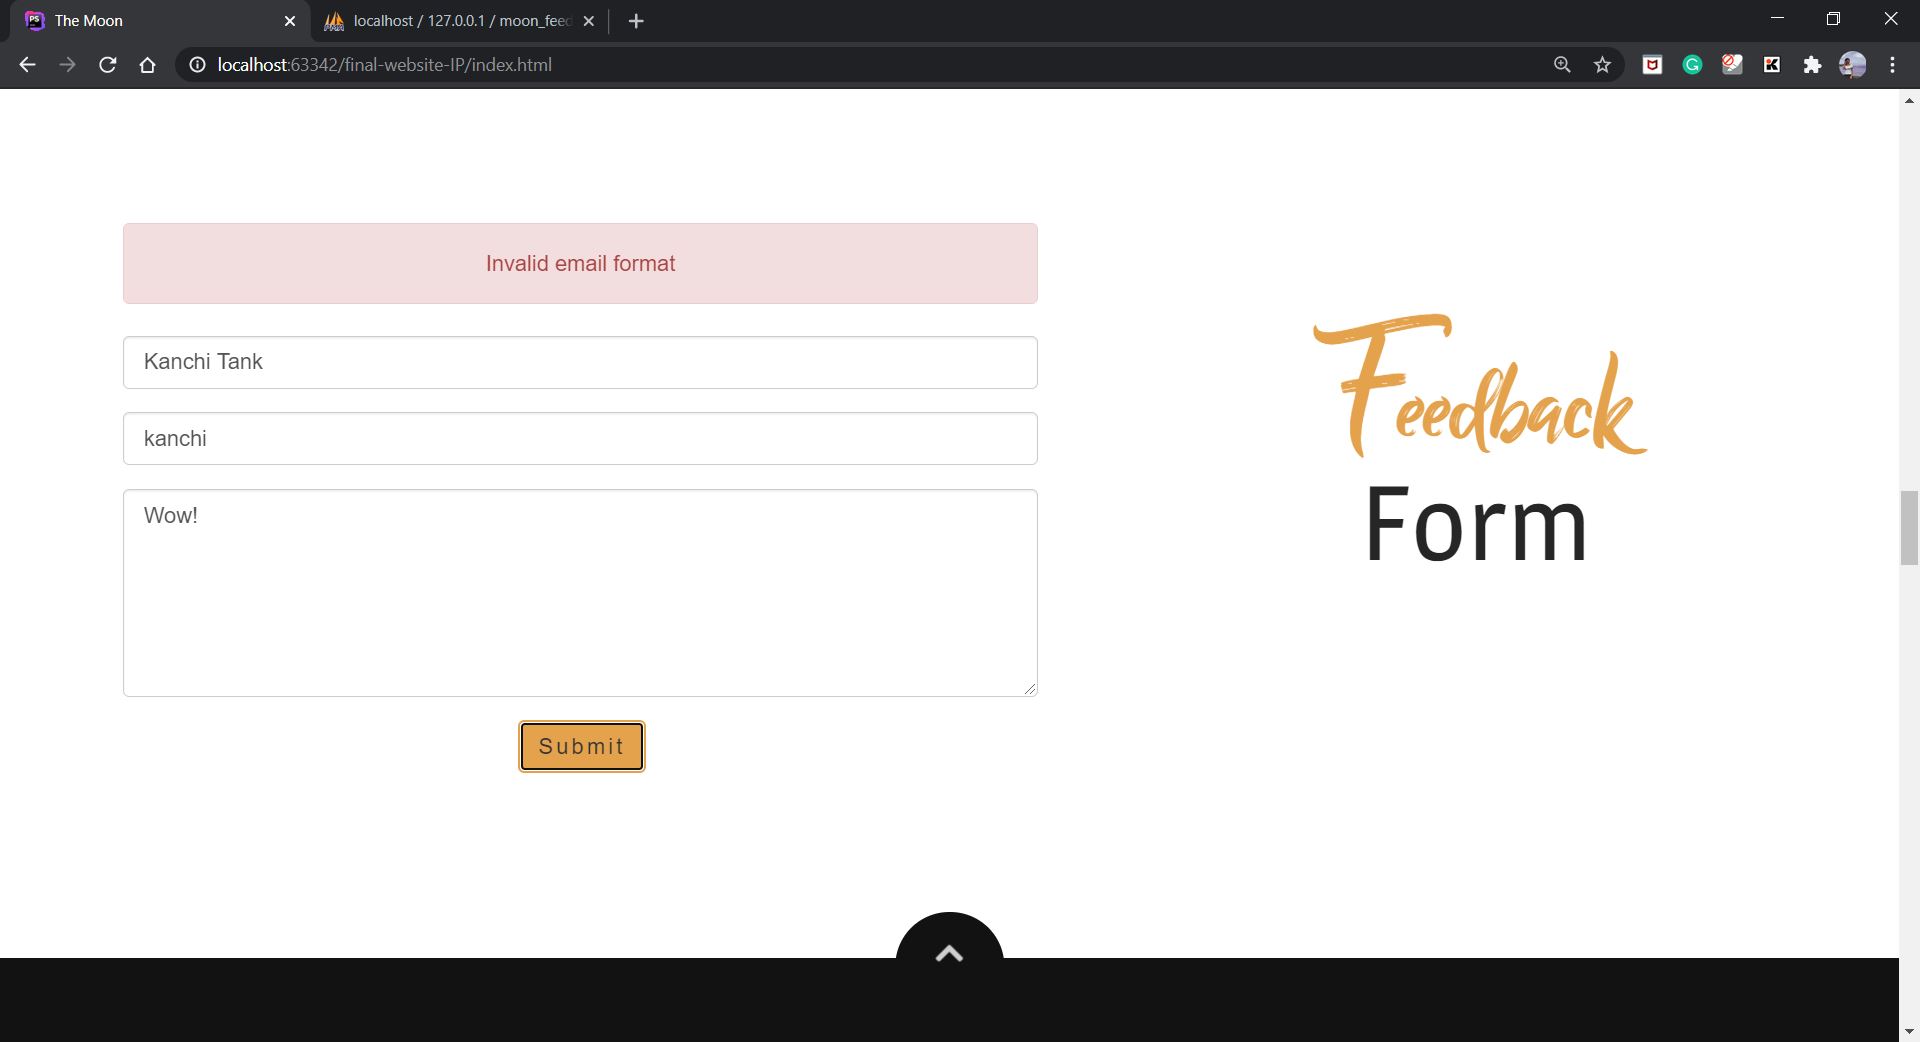 The Moon
localhost / 127.0.0.1 / moon_feed
localhost:63342/final-website-IP/index.html
Invalid email format
Kanchi Tank
kanchi
Wow!
Submit
Feedback
Form